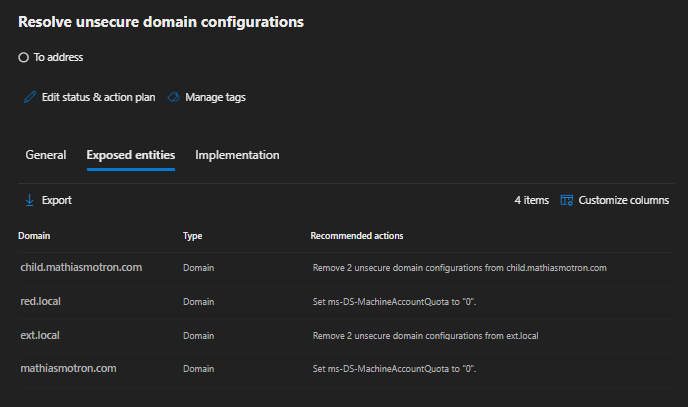 Resolve unsecure domain configurations
To address
Edit status & action plan Manage tags
General Exposed entities Implementation
Export 4 items Customize columns
Domain Type Recommended actions
child.mathiasmotron.com Domain Remove 2 unsecure domain configurations from child.mathiasmotron.com
red.local Domain Set ms-DS-MachineAccountQuota to "0".
ext.local Domain Remove 2 unsecure domain configurations from ext.local
mathiasmotron.com Domain Set ms-DS-MachineAccountQuota to "0".